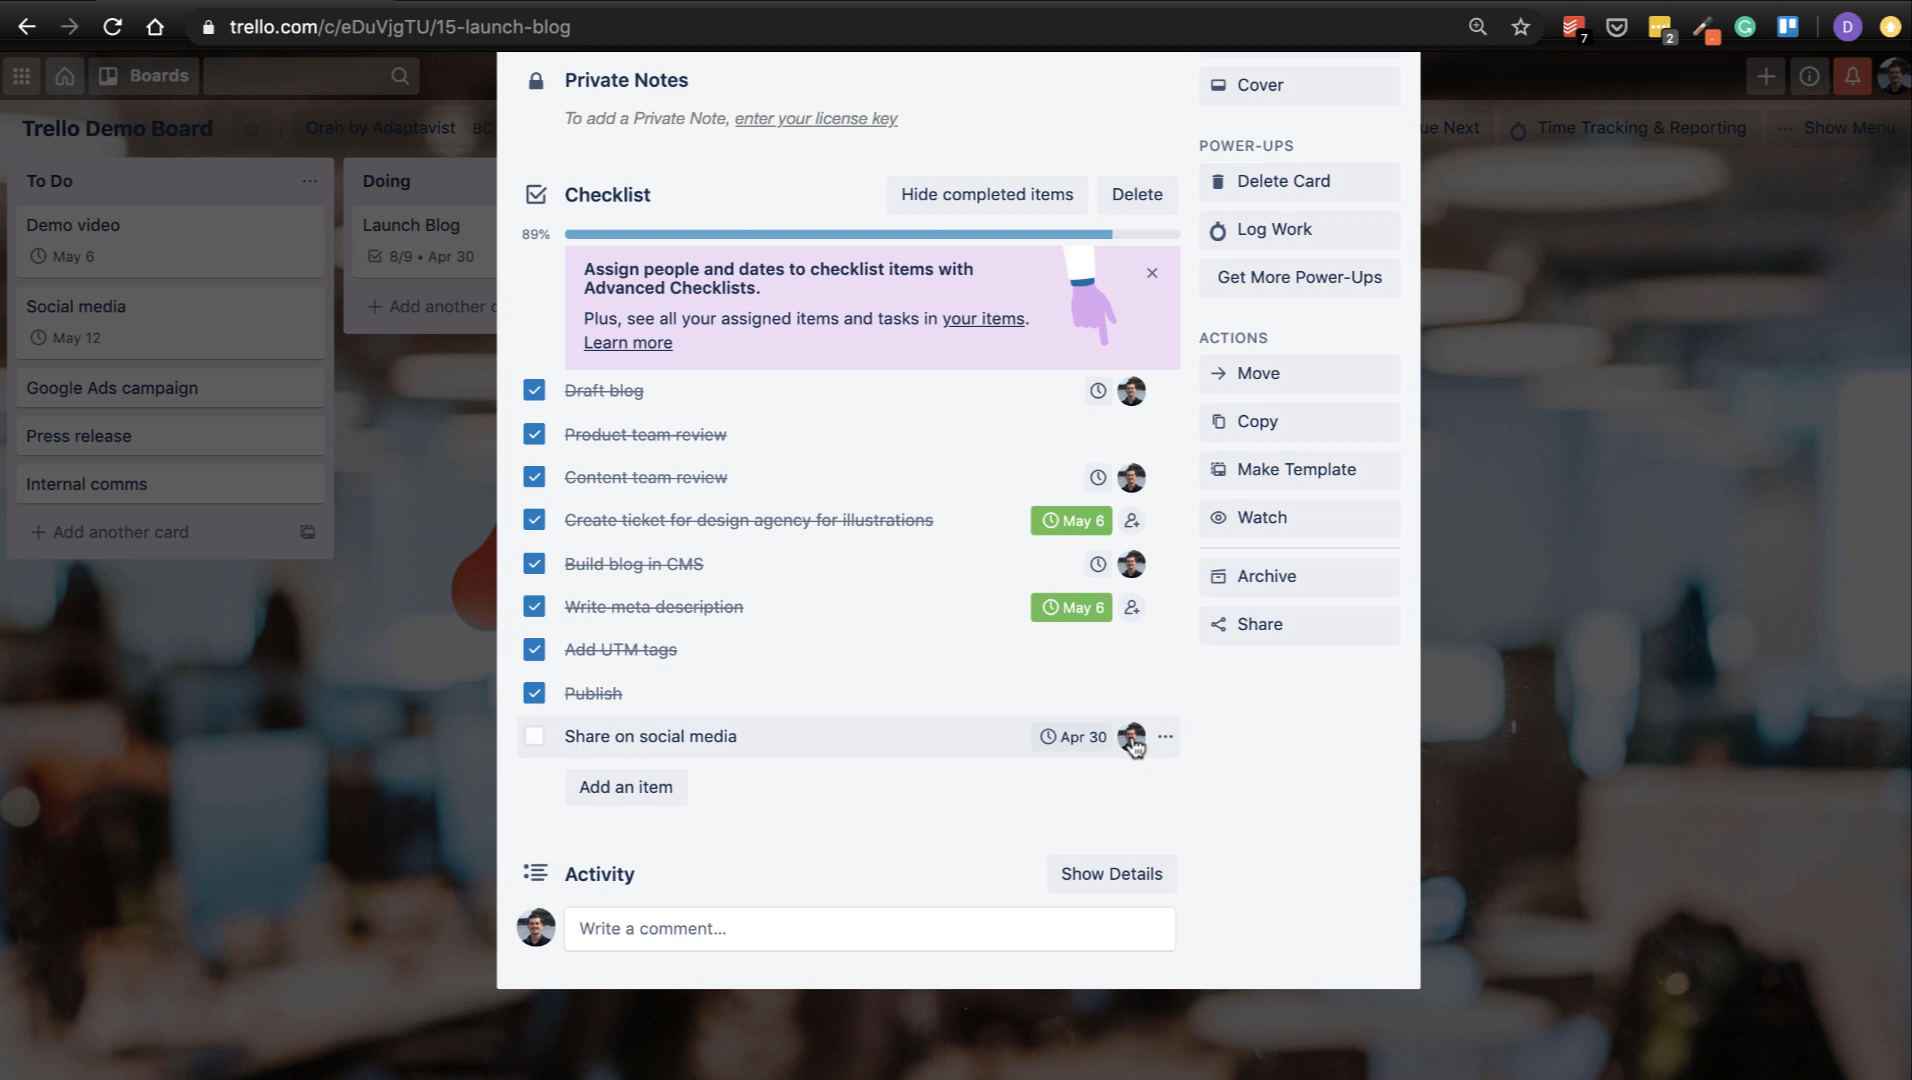 trello.com/c/eDuVjgTU/15-launch-blog
7
2
D
Boards
Trello Demo Board
Orah by Adaptavist
BC
ue Next
Time Tracking & Reporting
Show Menu
To Do
Demo video
May 6
Social media
May 12
Google Ads campaign
Press release
Internal comms
+ Add another card
Doing
Launch Blog
8/9 • Apr 30
+ Add another c
Private Notes
To add a Private Note, enter your license key
Checklist
Hide completed items
Delete
89%
Assign people and dates to checklist items with
Advanced Checklists.
Plus, see all your assigned items and tasks in your items.
Learn more
Draft blog
Product team review
Content team review
Create ticket for design agency for illustrations
May 6
Build blog in CMS
Write meta description
May 6
Add UTM tags
Publish
Share on social media
Apr 30
Add an item
Activity
Show Details
Write a comment...
Cover
POWER-UPS
Delete Card
Log Work
Get More Power-Ups
ACTIONS
Move
Copy
Make Template
Watch
Archive
Share